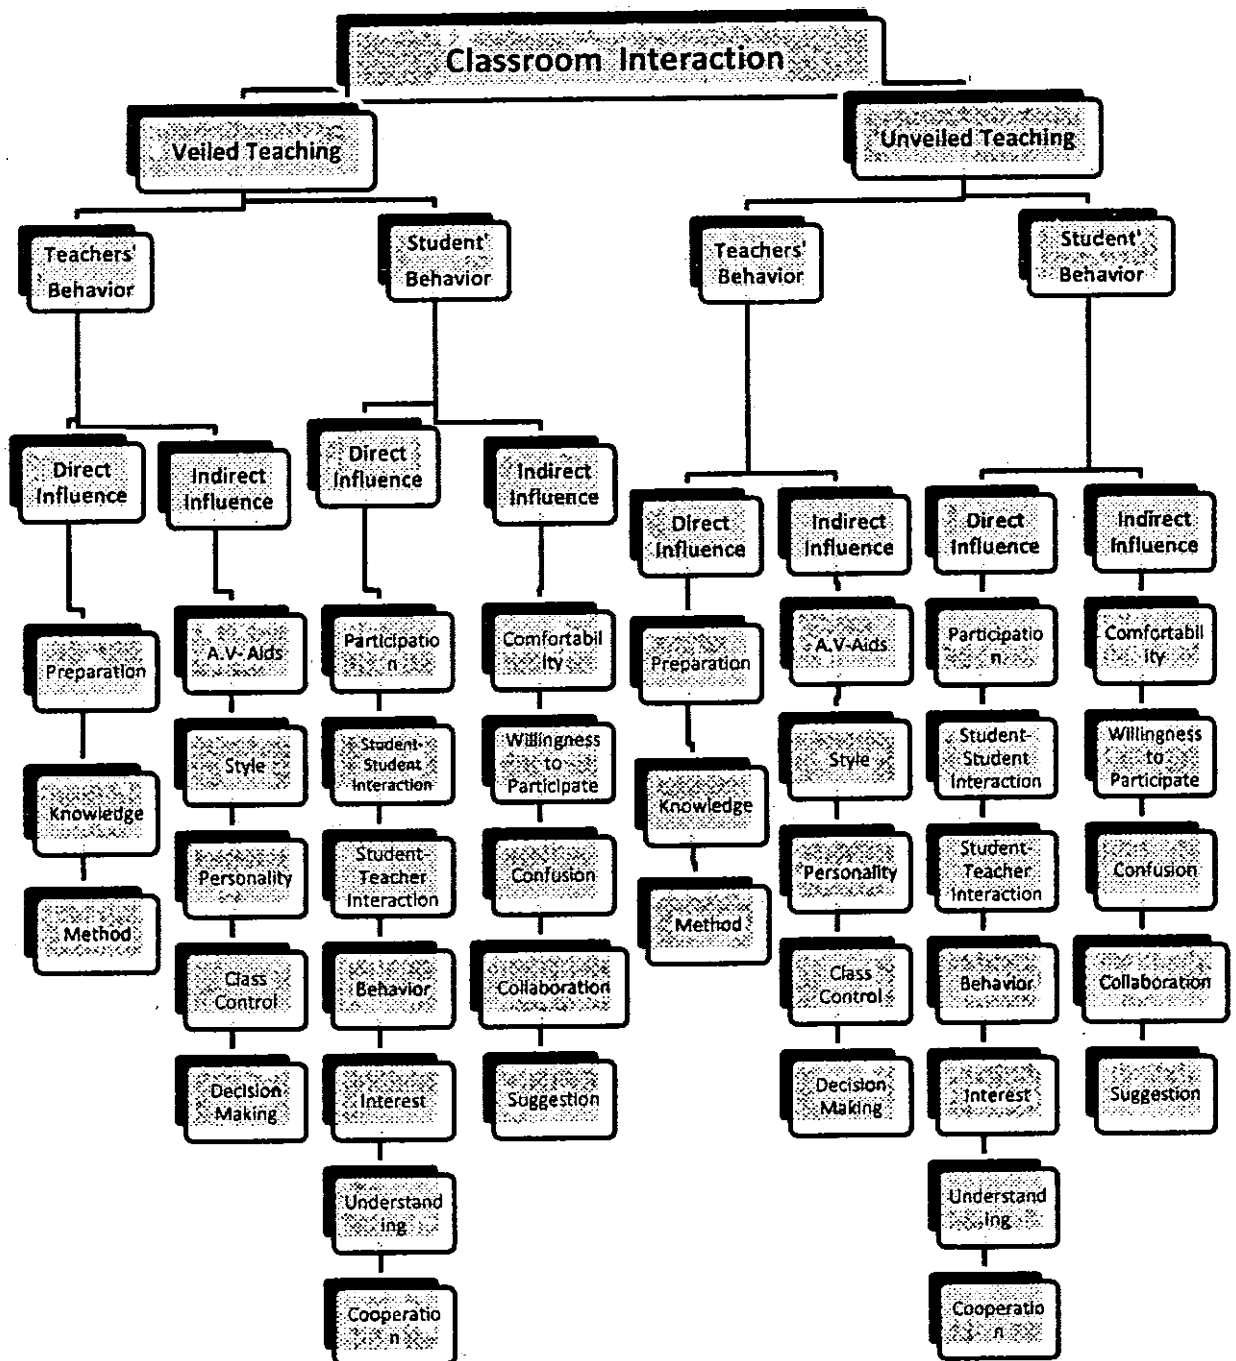 Classroom Interaction
Veiled Teaching
Unveiled Teaching
Teachers'
Behavior
Student'
Behavior
Teachers'
Behavior
Student'
Behavior
Direct
Influence
Indirect
Influence
Direct
Influence
Indirect
Influence
Direct
Influence
Indirect
Influence
Direct
Influence
Indirect
Influence
Preparation
Knowledge
Method
A.V- Aids
Style
Personality
Class
Control
Decision
Making
Participatio
n
Student-
Student
Interaction
Student-
Teacher
Interaction
Behavior
Interest
Understand
ing
Cooperatio
n
Comfortabil
ity
Willingness
to
Participate
Confusion
Collaboration
Suggestion
Preparation
Knowledge
Method
A.V-Aids
Style
Personality
Class
Control
Decision
Making
Participatio
n
Student-
Student
Interaction
Student-
Teacher
Interaction
Behavior
Interest
Understand
ing
Cooperatio
n
Comfortabil
ity
Willingness
to
Participate
Confusion
Collaboration
Suggestion